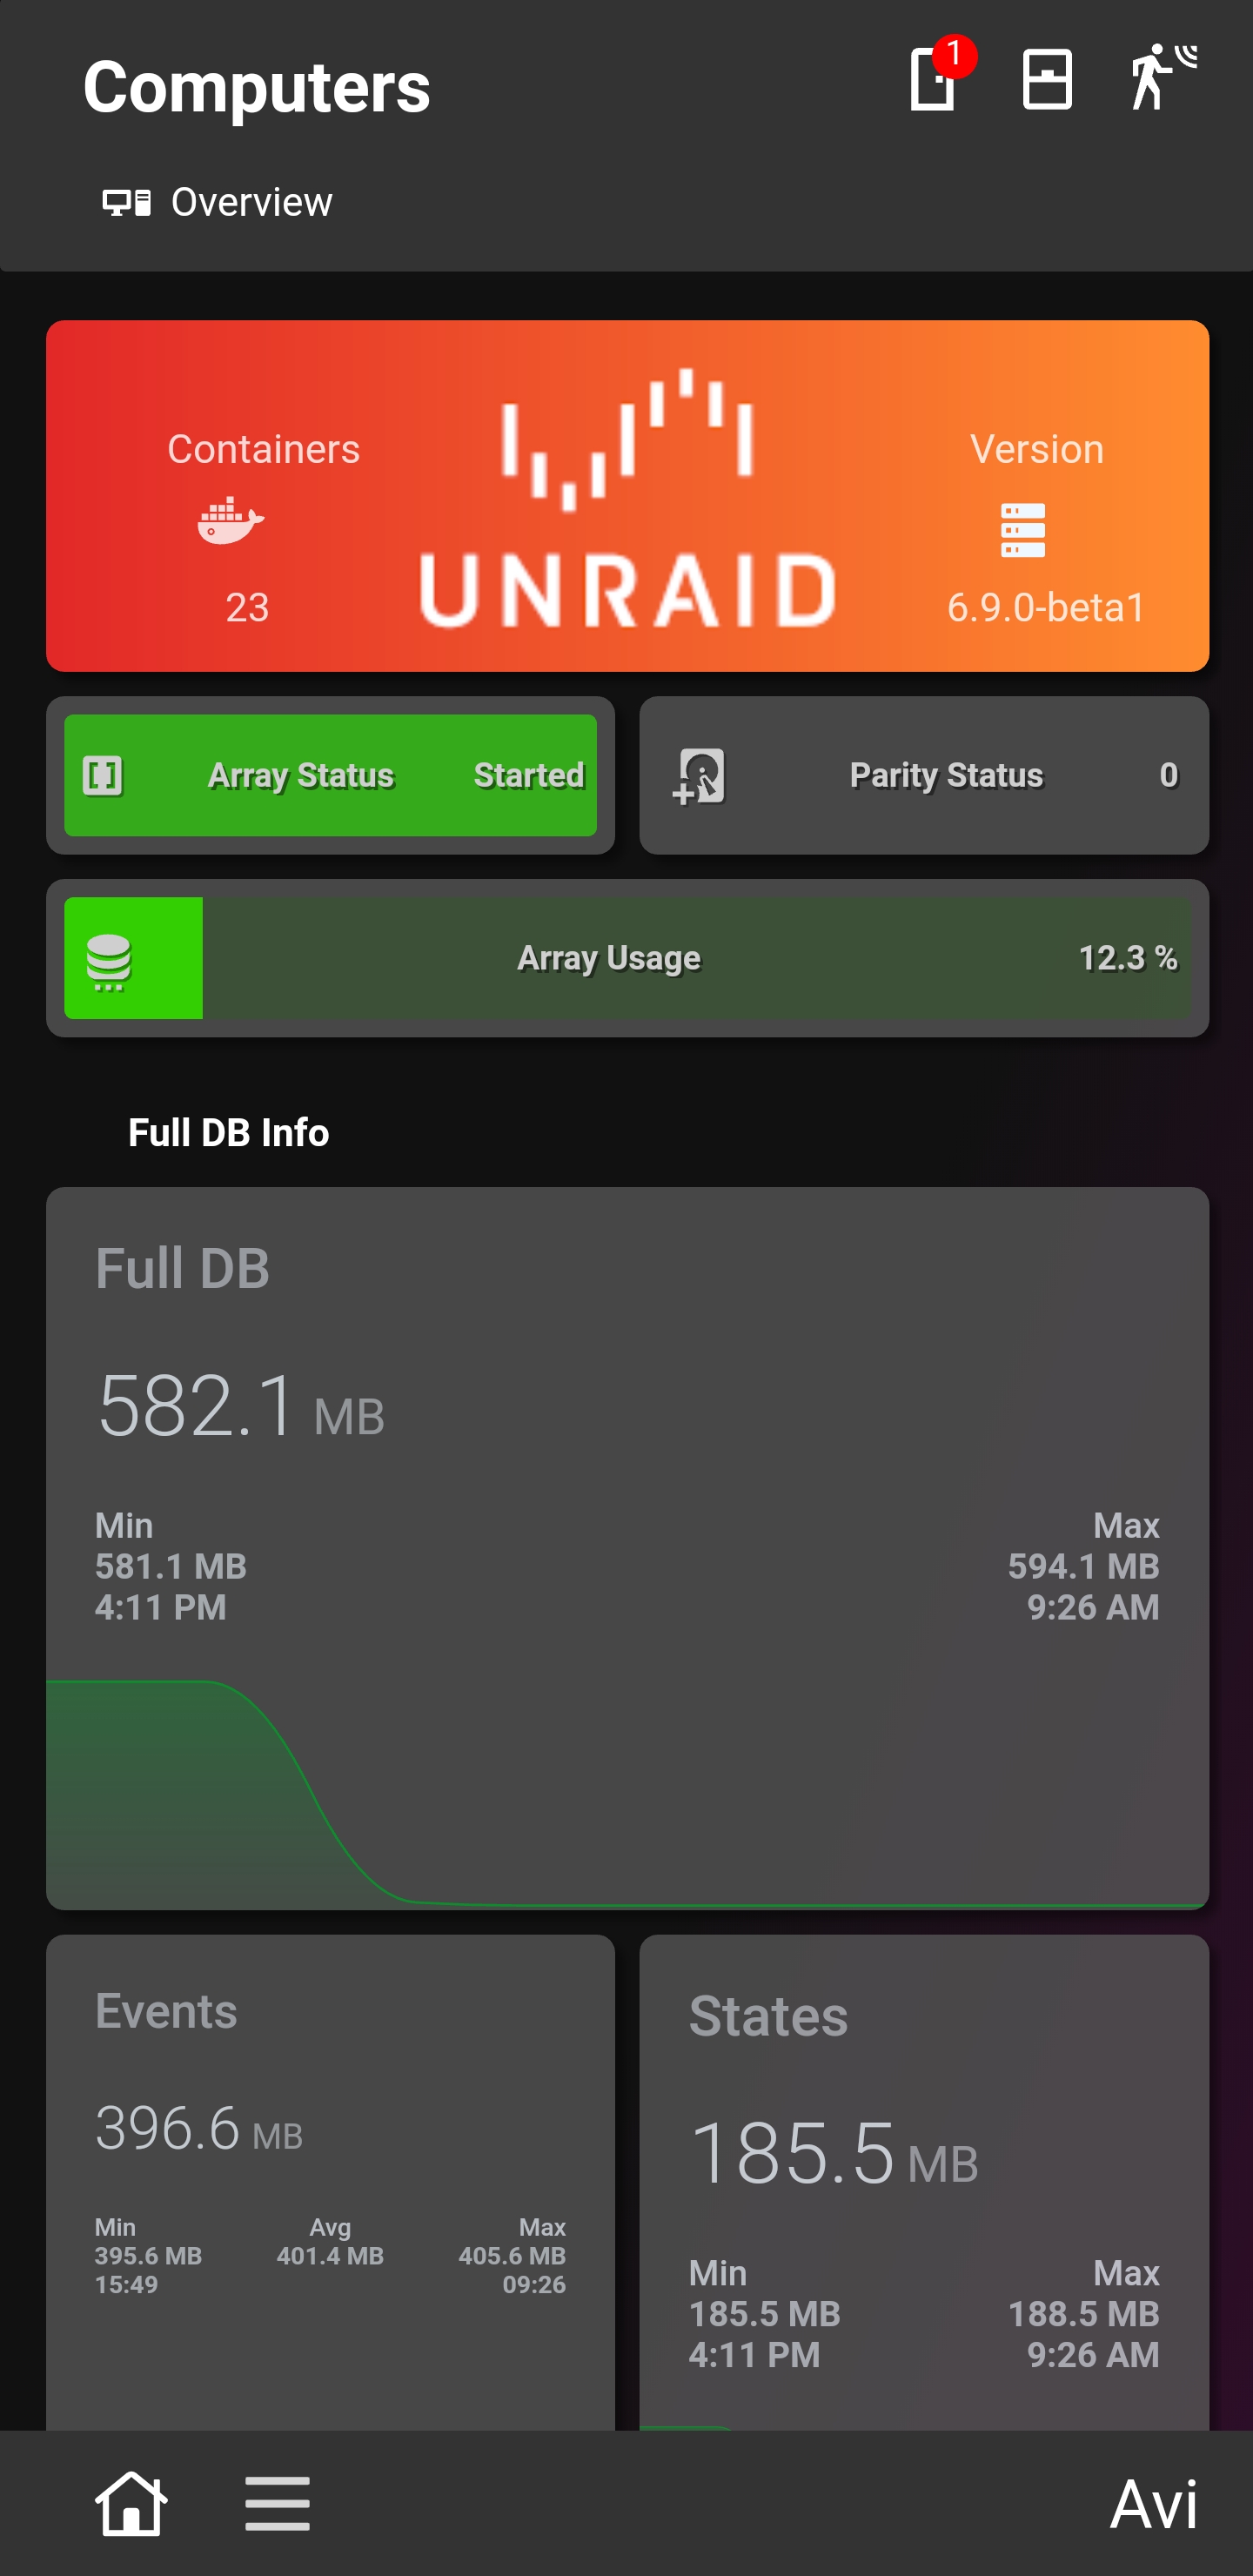 Computers
1
Overview
Containers
Version
23
UNRAID
6.9.0-beta1
Array Status Started
Parity Status 0
Array Usage 12.3 %
Full DB Info
Full DB
582.1 MB
Min Max
581.1 MB 594.1 MB
4:11 PM 9:26 AM
Events
396.6 MB
Min Avg Max
395.6 MB 401.4 MB 405.6 MB
15:49 09:26
States
185.5 MB
Min Max
185.5 MB 188.5 MB
4:11 PM 9:26 AM
Avi